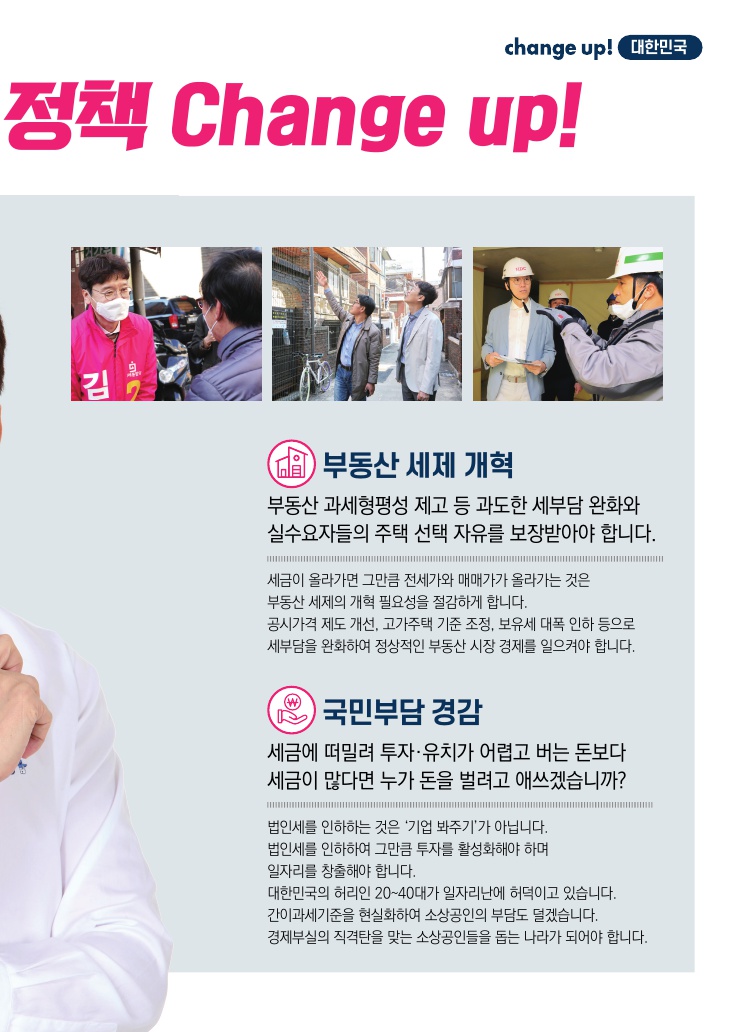 change up! 대한민국
정책 Change up!
김
2
부동산 세제 개혁
부동산 과세형평성 제고 등 과도한 세부담 완화와
실수요자들의 주택 선택 자유를 보장받아야 합니다.
세금이 올라가면 그만큼 전세가와 매매가가 올라가는 것은
부동산 세제의 개혁 필요성을 절감하게 합니다.
공시가격 제도 개선, 고가주택 기준 조정, 보유세 대폭 인하 등으로
세부담을 완화하여 정상적인 부동산 시장 경제를 일으켜야 합니다.
국민부담 경감
세금에 떠밀려 투자·유치가 어렵고 버는 돈보다
세금이 많다면 누가 돈을 벌려고 애쓰겠습니까?
법인세를 인하하는 것은 ‘기업 봐주기’가 아닙니다.
법인세를 인하하여 그만큼 투자를 활성화해야 하며
일자리를 창출해야 합니다.
대한민국의 허리인 20~40대가 일자리난에 허덕이고 있습니다.
간이과세기준을 현실화하여 소상공인의 부담도 덜겠습니다.
경제부실의 직격탄을 맞는 소상공인들을 돕는 나라가 되어야 합니다.